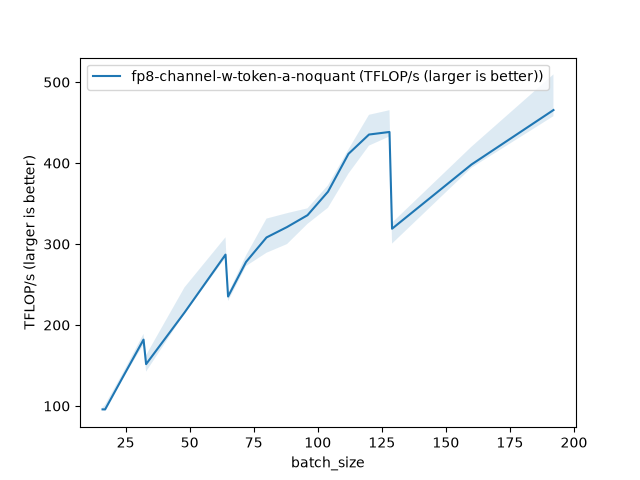 fp8-channel-w-token-a-noquant (TFLOP/s (larger is better))
TFLOP/s (larger is better)
500
400
300
200
100
25 50 75 100 125 150 175 200
batch_size